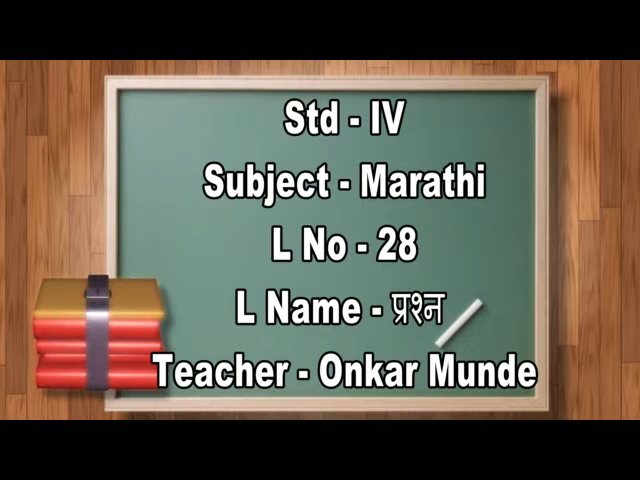 Std - IV
Subject - Marathi
L No - 28
L Name - प्रश्न
Teacher - Onkar Munde